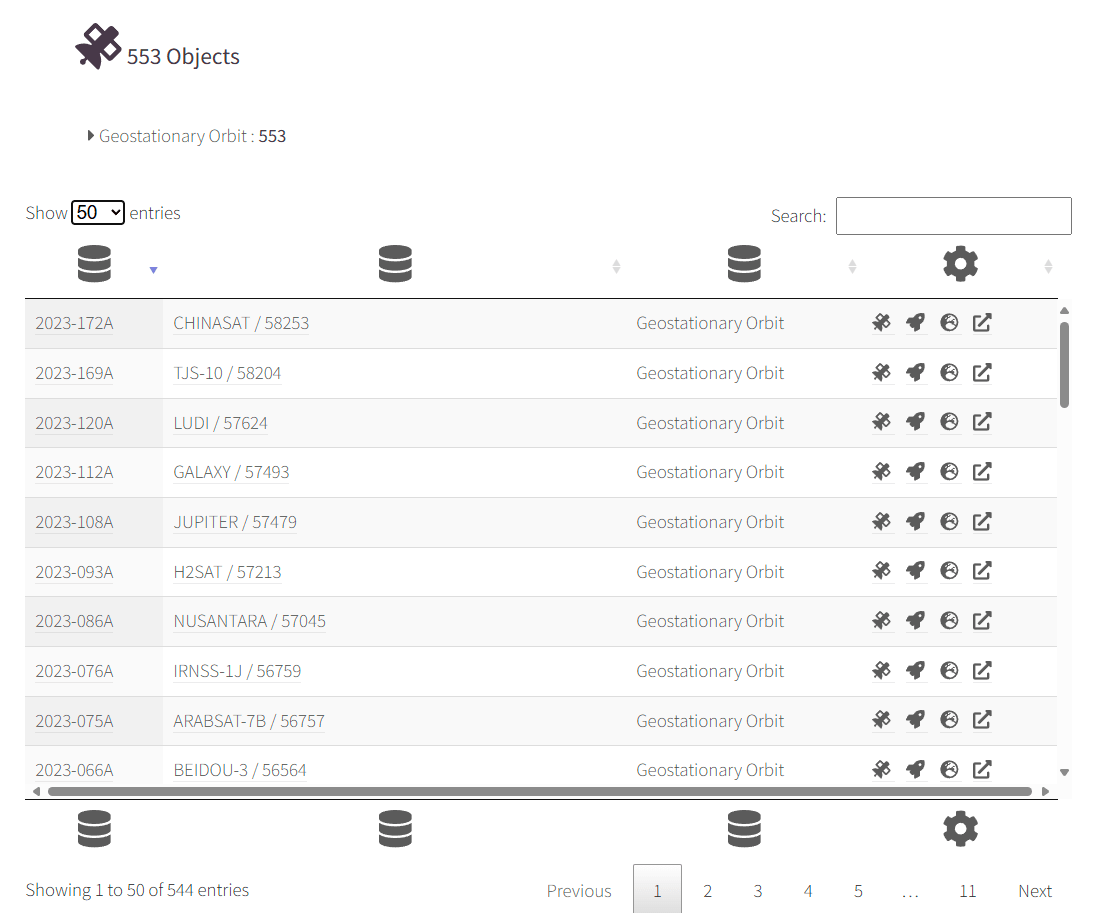 553 Objects
Geostationary Orbit : 553
Show 50 entries
Search:
2023-172A CHINASAT / 58253 Geostationary Orbit
2023-169A TJS-10 / 58204 Geostationary Orbit
2023-120A LUDI / 57624 Geostationary Orbit
2023-112A GALAXY / 57493 Geostationary Orbit
2023-108A JUPITER / 57479 Geostationary Orbit
2023-093A H2SAT / 57213 Geostationary Orbit
2023-086A NUSANTARA / 57045 Geostationary Orbit
2023-076A IRNSS-1J / 56759 Geostationary Orbit
2023-075A ARABSAT-7B / 56757 Geostationary Orbit
2023-066A BEIDOU-3 / 56564 Geostationary Orbit
Showing 1 to 50 of 544 entries
Previous 1 2 3 4 5 … 11 Next